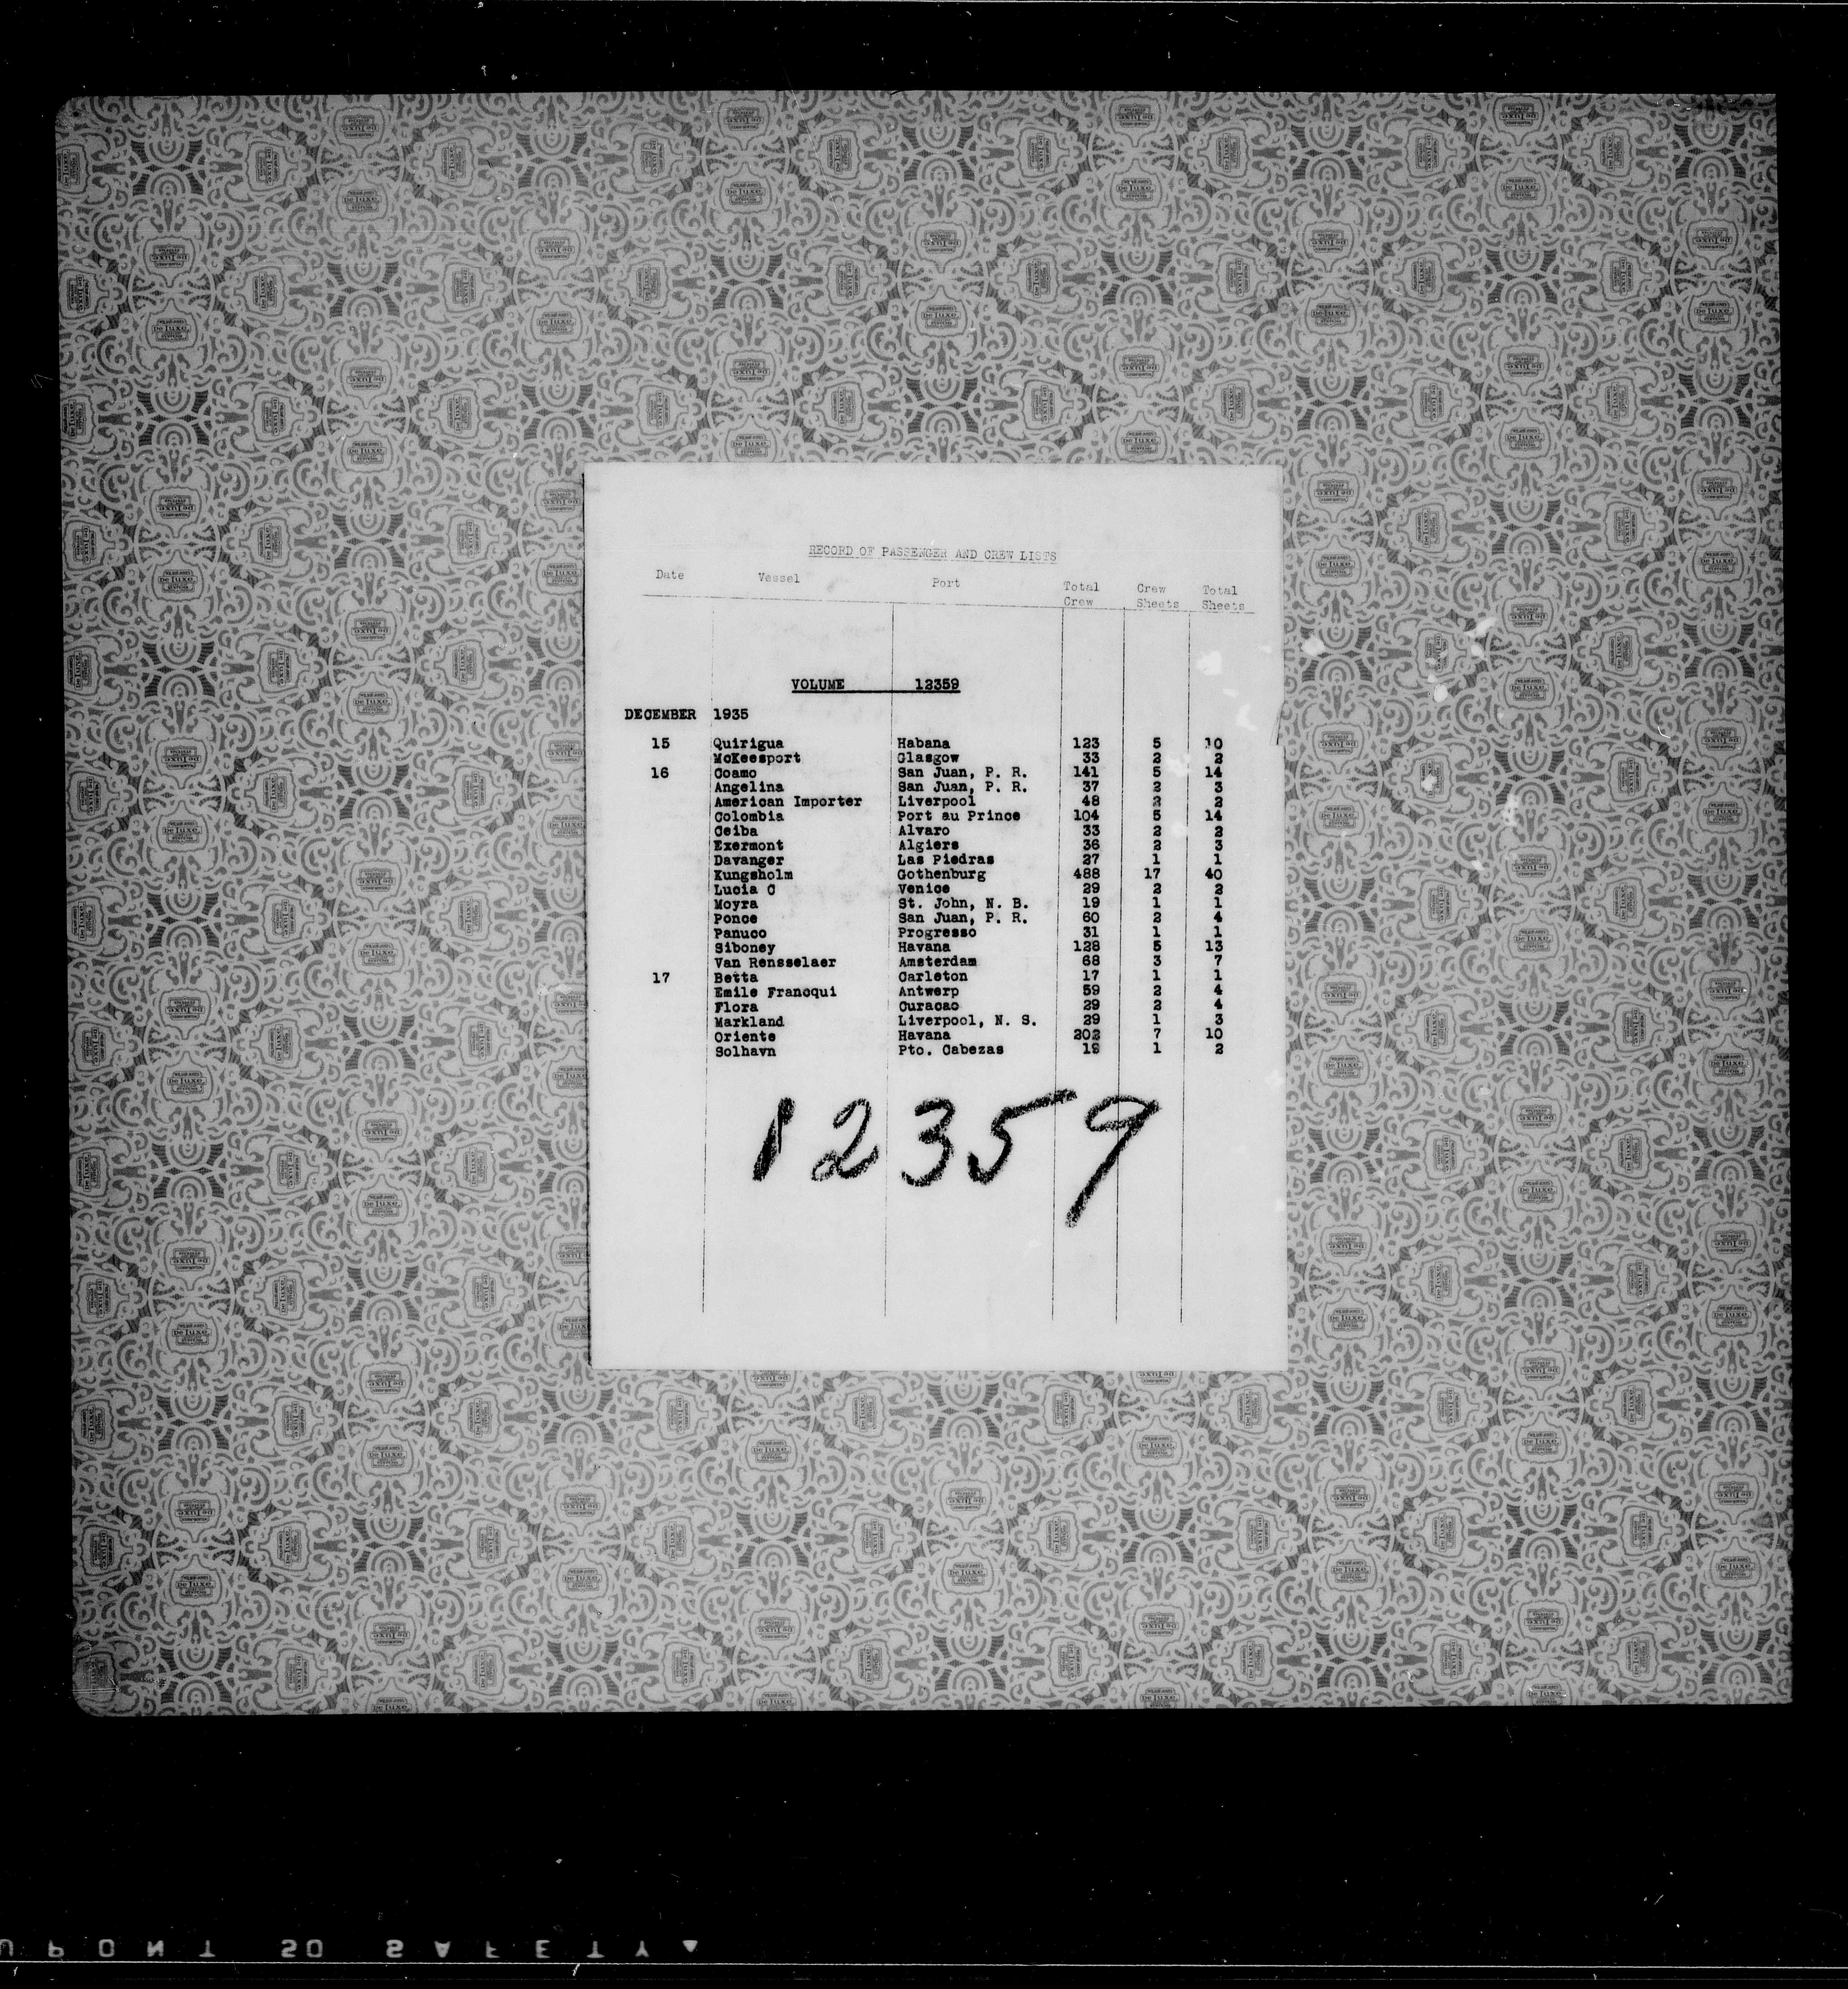 RECORD OF PASSENGER AND CREW LISTS
Date Vessel Port Total Crew Crew Sheets Total Sheets
VOLUME 12359
DECEMBER 1935
15 Quirigua Habana 123 5 10
McKeesport Glasgow 33 2 2
16 Coamo San Juan, P. R. 141 5 14
Angelina San Juan, P. R. 37 2 3
American Importer Liverpool 48 2 2
Colombia Port au Prince 104 5 14
Ceiba Alvaro 33 2 2
Exermont Algiers 36 2 3
Davanger Las Piedras 27 1 1
Kungsholm Gothenburg 488 17 40
Lucia C Venice 29 2 2
Moyra St. John, N. B. 19 1 1
Ponce San Juan, P. R. 60 2 4
Panuco Progresso 31 1 1
Siboney Havana 128 5 13
Van Rensselaer Amsterdam 68 3 7
17 Betta Carleton 17 1 1
Emile Francqui Antwerp 59 2 4
Flora Curacao 29 2 4
Markland Liverpool, N. S. 29 1 3
Oriente Havana 202 7 10
Solhavn Pto. Cabezas 1 2
12359
De Luxe
UPONT 50 SAFETY